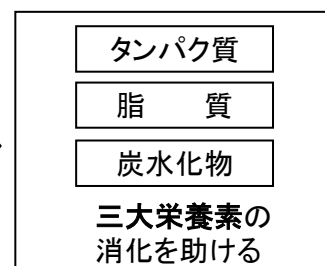 タンパク質
脂　　質
炭水化物
三大栄養素の
消化を助ける